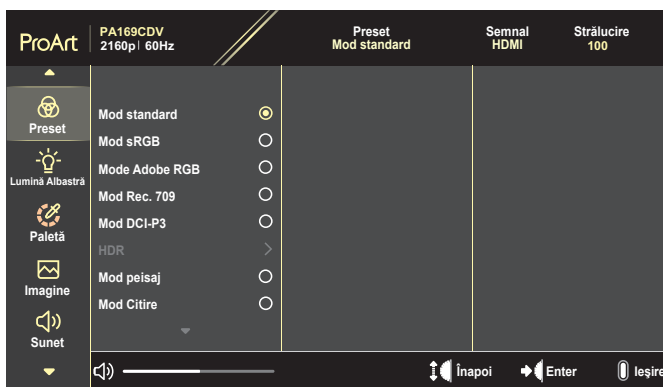 ProArt
PA169CDV
2160p| 60Hz
Preset
Mod standard
Semnal
HDMI
Strălucire
100
Preset
Lumină Albastră
Paletă
Imagine
Sunet
Mod standard
Mod sRGB
Mode Adobe RGB
Mod Rec. 709
Mod DCI-P3
HDR
Mod peisaj
Mod Citire
Înapoi
Enter
Ieșire